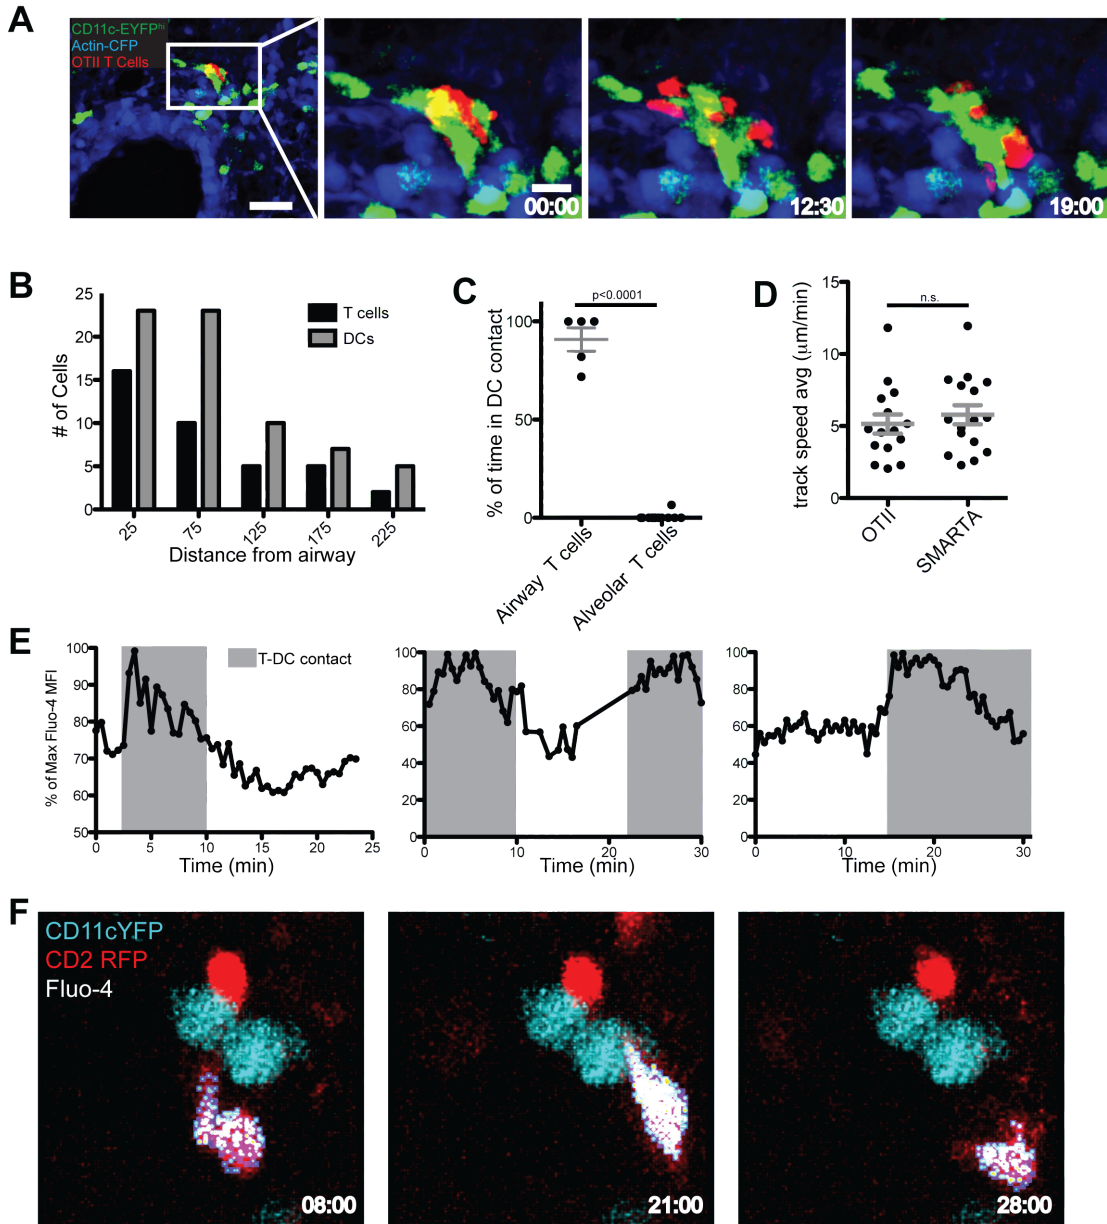 A
CD11c-EYFPhi
Actin-CFP
OTII T Cells
00:00
12:30
19:00
B
# of Cells
25
20
15
10
5
0
T cells
DCs
25
75
125
175
225
Distance from airway
C
% of time in DC contact
p<0.0001
100
50
0
Airway T cells
Alveolar T cells
D
track speed avg (μm/min)
n.s.
15
10
5
0
OTII
SMARTA
E
% of Max Fluo-4 MFI
100
90
80
70
60
50
T-DC contact
0
5
10
15
20
25
Time (min)
100
80
60
40
20
0
0
10
20
30
Time (min)
100
80
60
40
20
0
0
10
20
30
Time (min)
F
CD11cYFP
CD2 RFP
Fluo-4
08:00
21:00
28:00